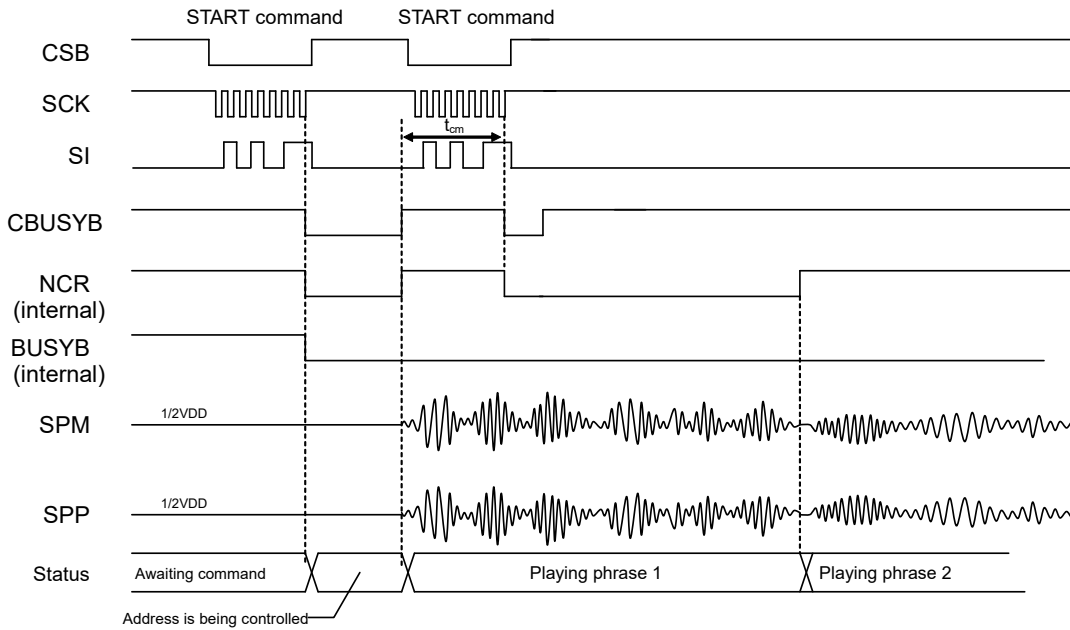 START command START command
CSB
SCK
t_cm
SI
CBUSYB
NCR
(internal)
BUSYB
(internal)
1/2VDD
SPM
1/2VDD
SPP
Status Awaiting command Playing phrase 1 Playing phrase 2
Address is being controlled